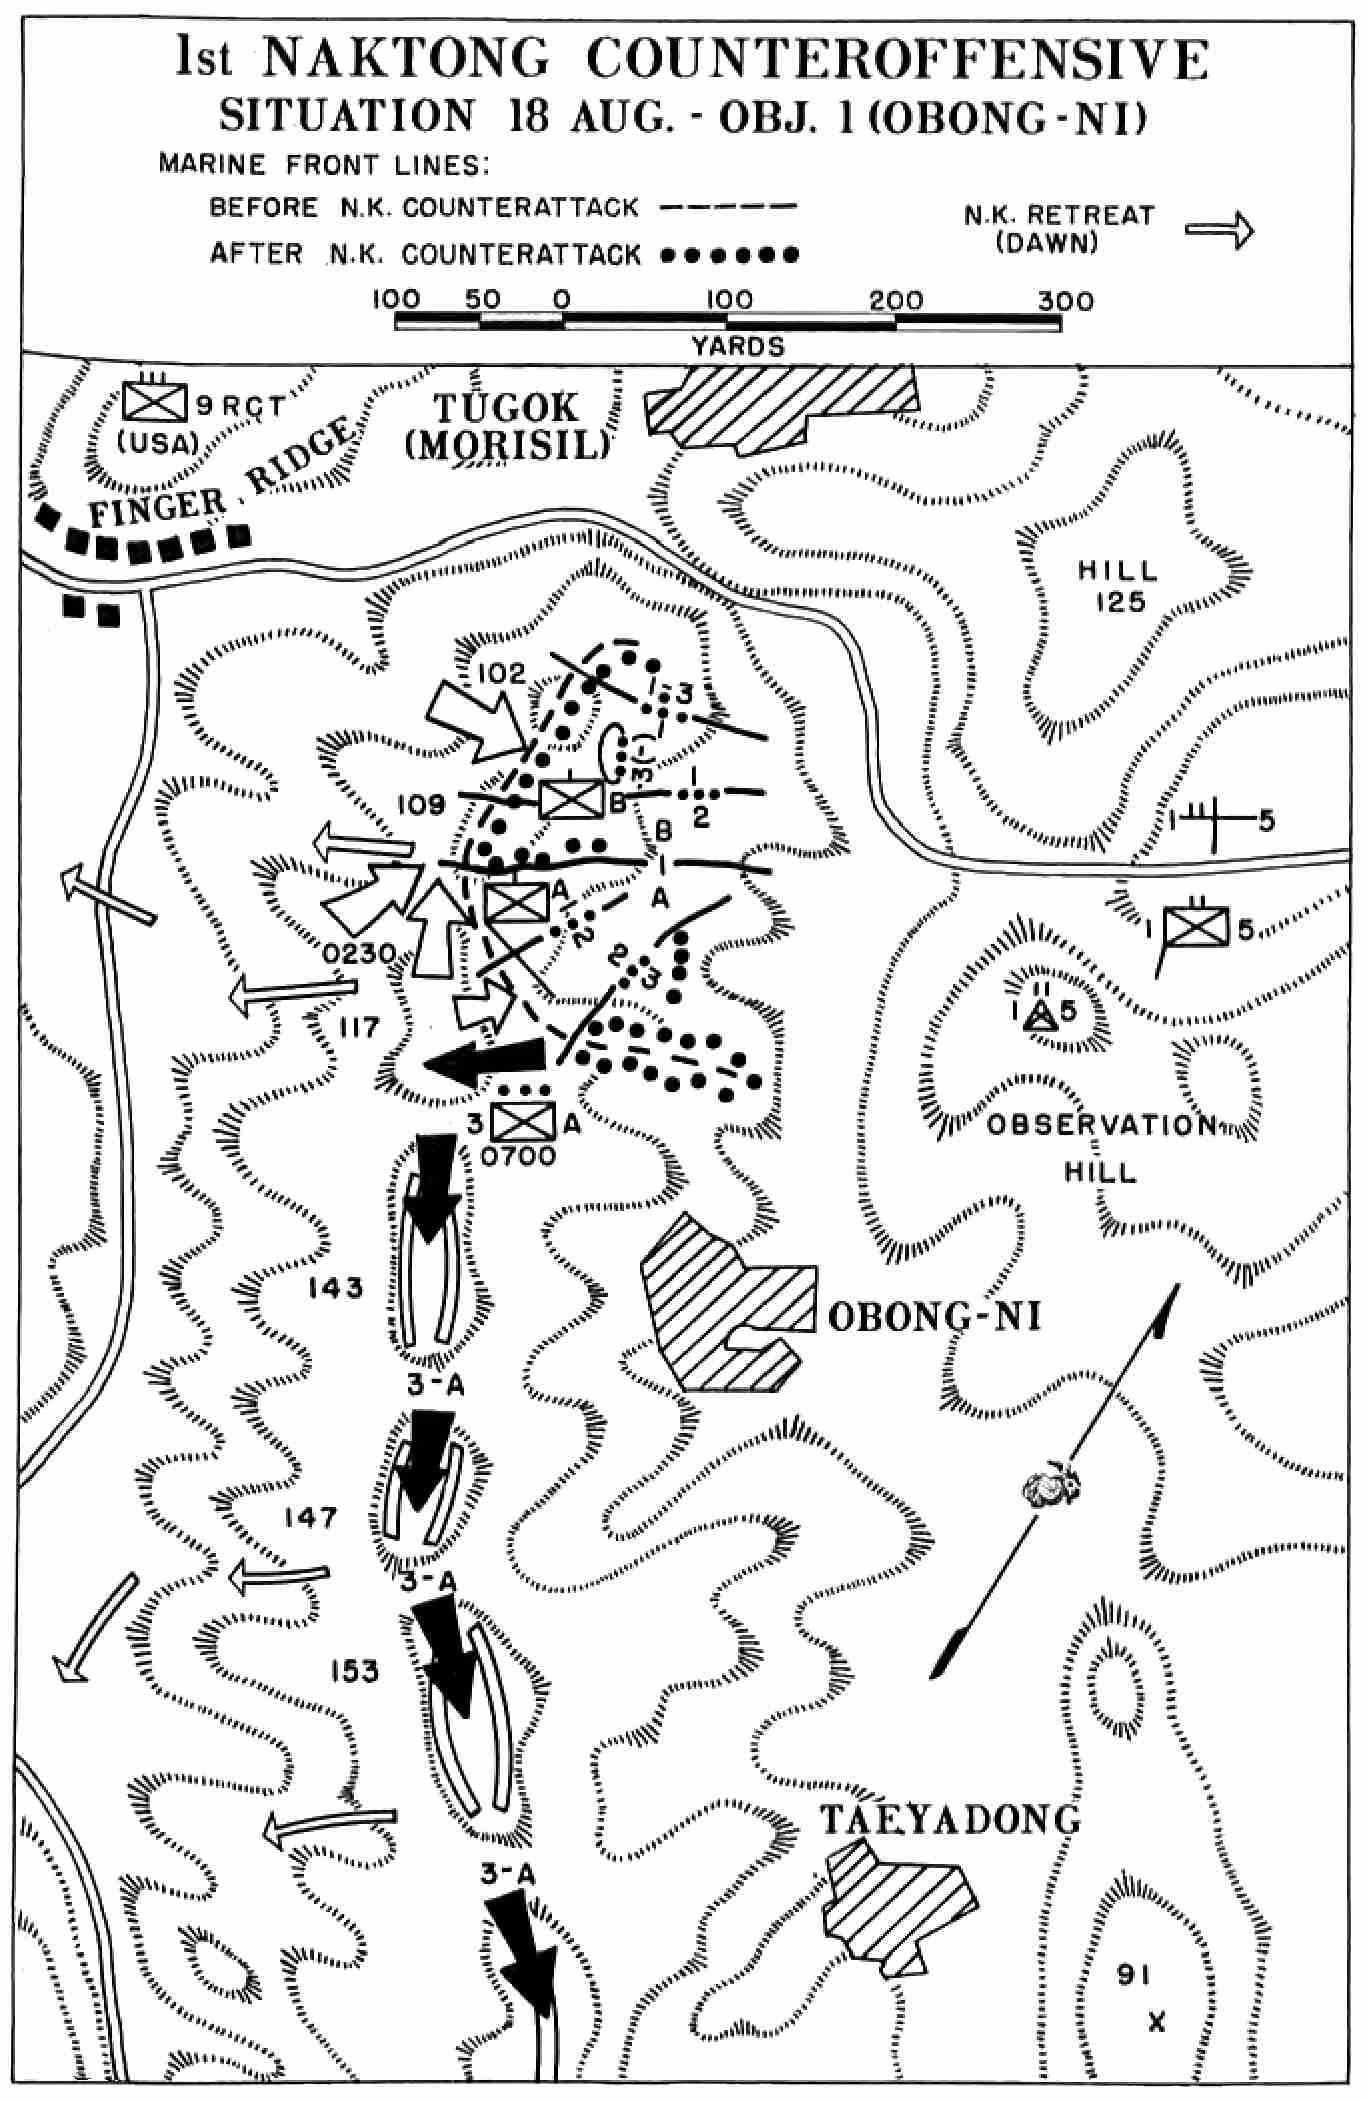 1st NAKTONG COUNTEROFFENSIVE
SITUATION 18 AUG. - OBJ. 1 (OBONG-NI)
MARINE FRONT LINES:
BEFORE N.K. COUNTERATTACK
AFTER N.K. COUNTERATTACK
N.K. RETREAT
(DAWN)
100 50 0 100 200 300
YARDS
9 RCT
(USA)
FINGER RIDGE
TUGOK
(MORISIL)
HILL
125
102
1
3
3(-)
109
B
1
2
B
1
A
1 5
A
1
2
0230
2
3
1 5
117
1 5
3 A
0700
OBSERVATION
HILL
143
OBONG-NI
3-A
147
3-A
153
TAEYADONG
3-A
91
X